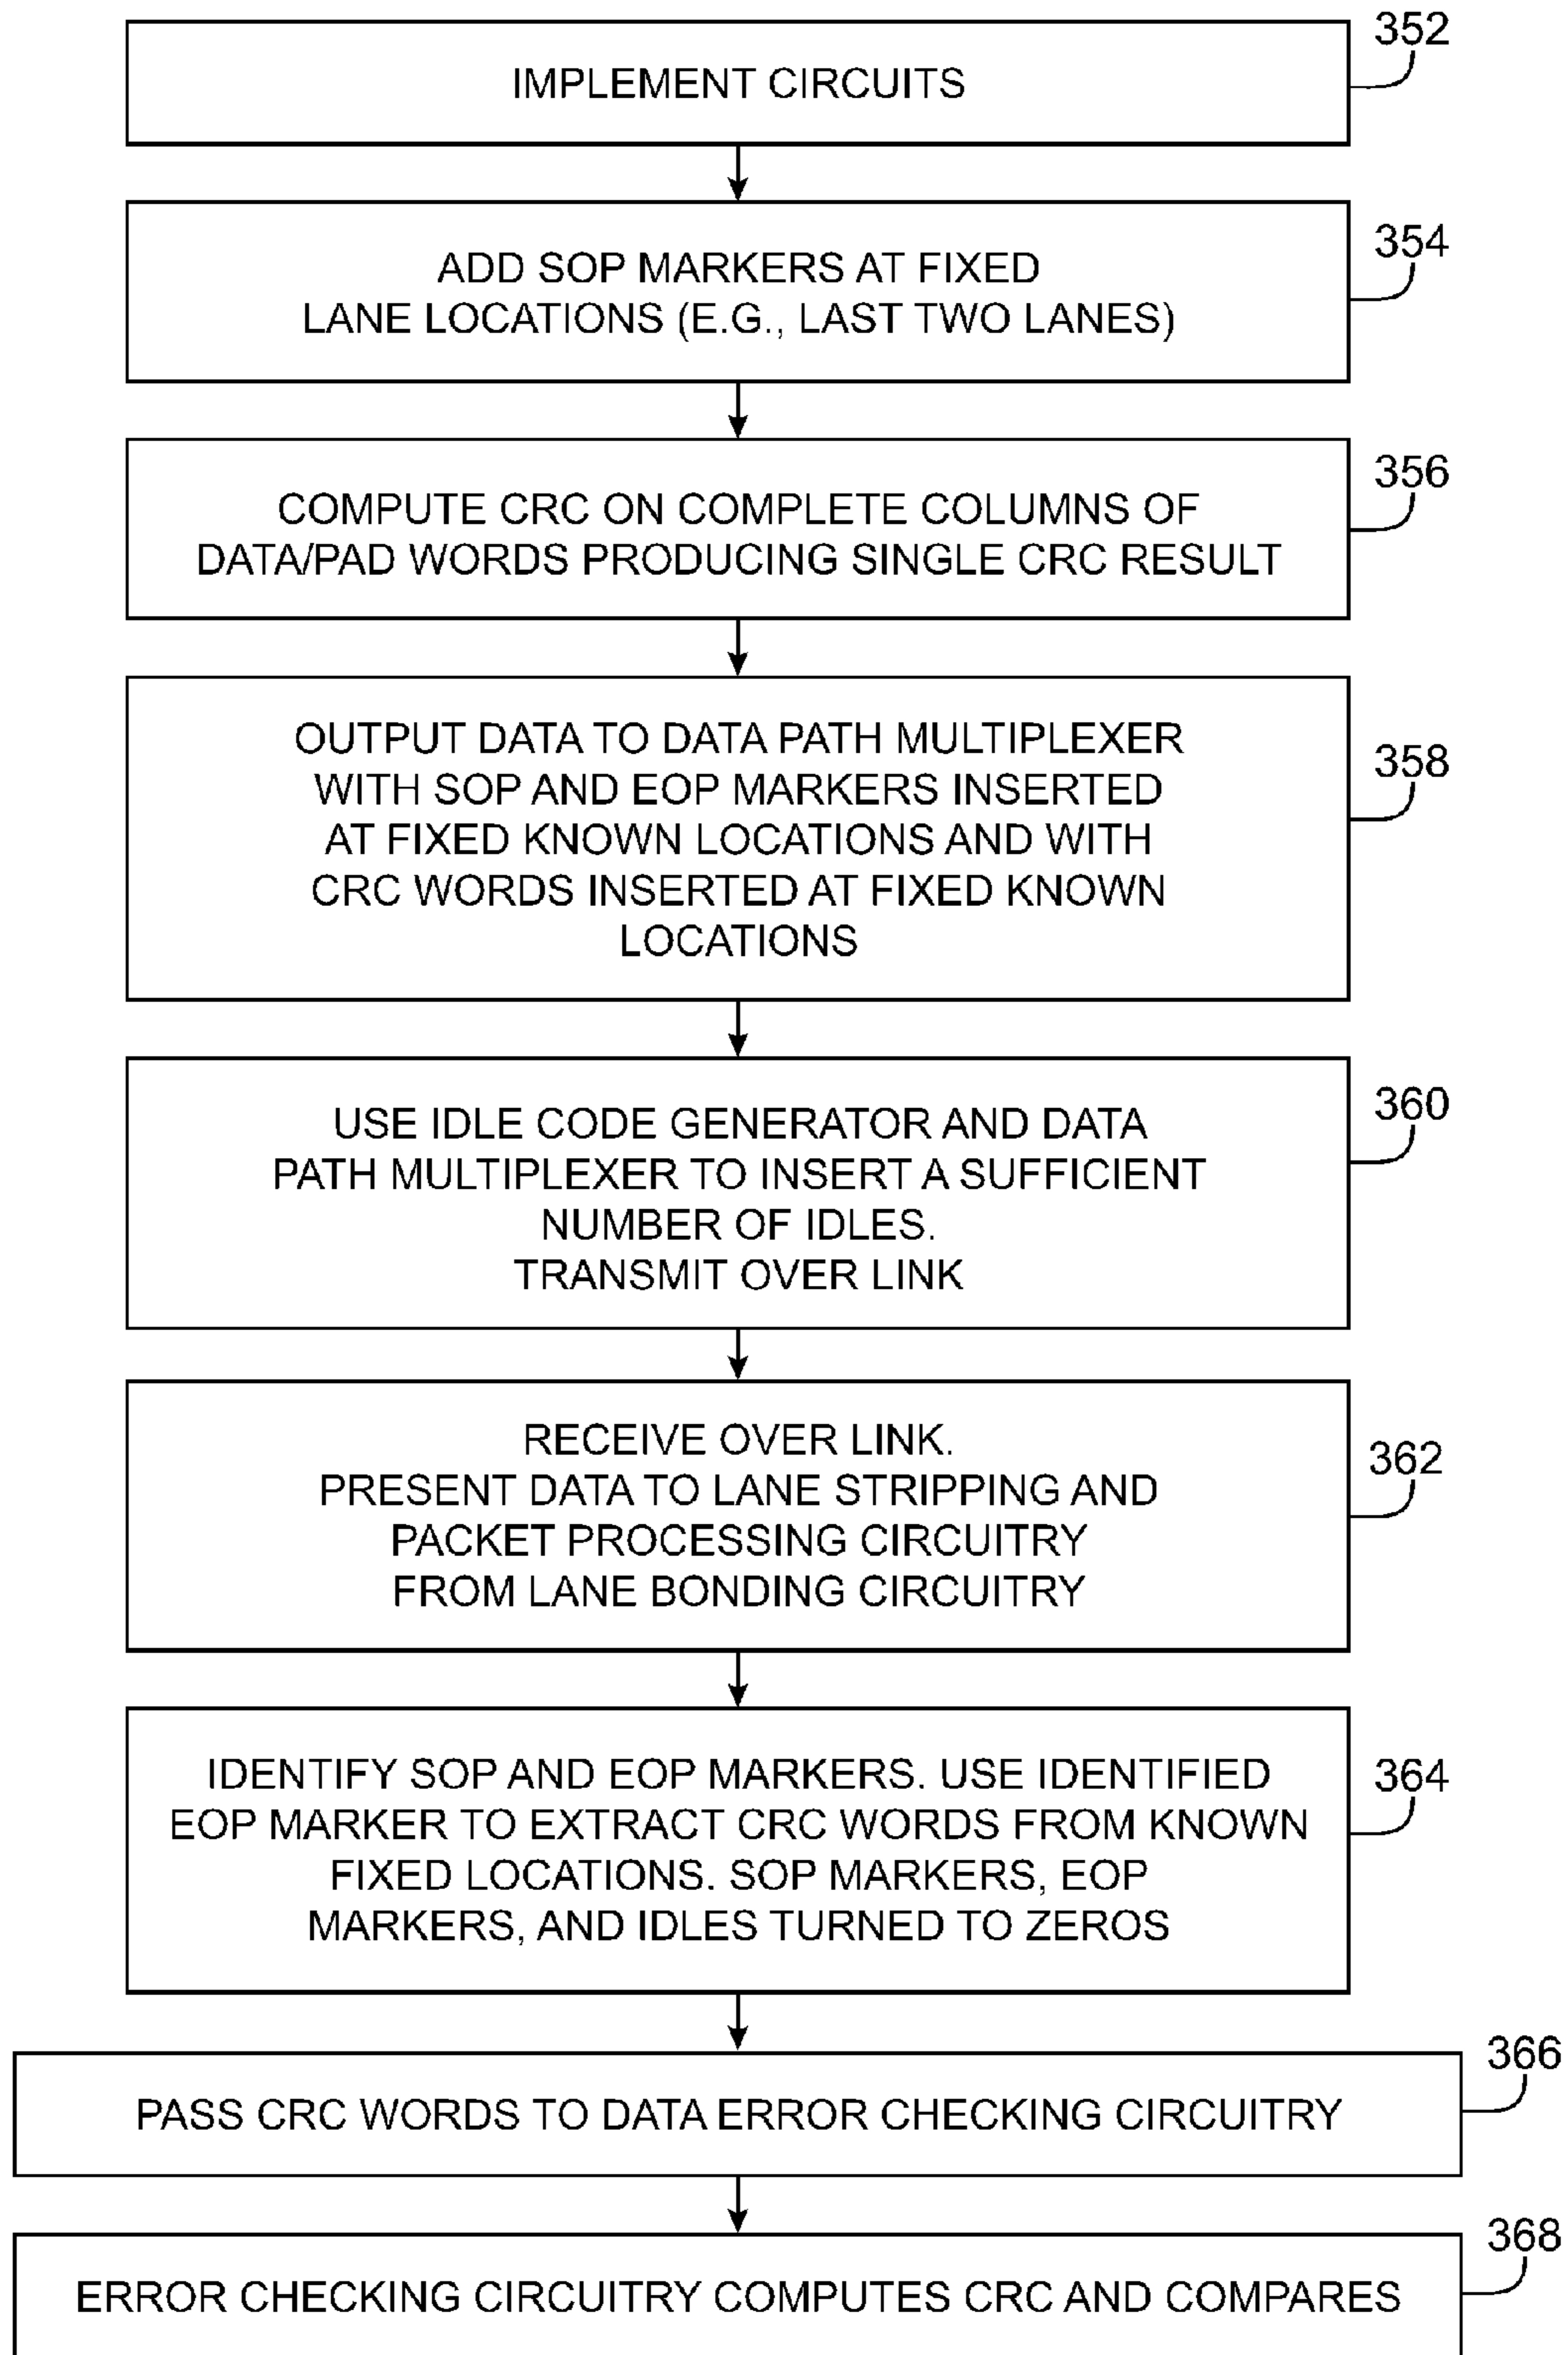 352
IMPLEMENT CIRCUITS
354
ADD SOP MARKERS AT FIXED
LANE LOCATIONS (E.G., LAST TWO LANES)
356
COMPUTE CRC ON COMPLETE COLUMNS OF
DATA/PAD WORDS PRODUCING SINGLE CRC RESULT
358
OUTPUT DATA TO DATA PATH MULTIPLEXER
WITH SOP AND EOP MARKERS INSERTED
AT FIXED KNOWN LOCATIONS AND WITH
CRC WORDS INSERTED AT FIXED KNOWN
LOCATIONS
360
USE IDLE CODE GENERATOR AND DATA
PATH MULTIPLEXER TO INSERT A SUFFICIENT
NUMBER OF IDLES.
TRANSMIT OVER LINK
362
RECEIVE OVER LINK.
PRESENT DATA TO LANE STRIPPING AND
PACKET PROCESSING CIRCUITRY
FROM LANE BONDING CIRCUITRY
364
IDENTIFY SOP AND EOP MARKERS. USE IDENTIFIED
EOP MARKER TO EXTRACT CRC WORDS FROM KNOWN
FIXED LOCATIONS. SOP MARKERS, EOP
MARKERS, AND IDLES TURNED TO ZEROS
366
PASS CRC WORDS TO DATA ERROR CHECKING CIRCUITRY
368
ERROR CHECKING CIRCUITRY COMPUTES CRC AND COMPARES